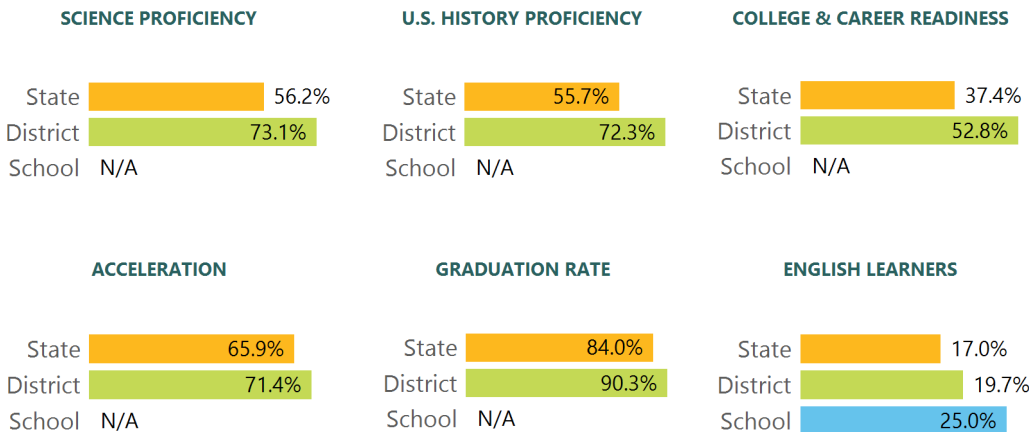 SCIENCE PROFICIENCY
State 56.2%
District 73.1%
School N/A
U.S. HISTORY PROFICIENCY
State 55.7%
District 72.3%
School N/A
COLLEGE & CAREER READINESS
State 37.4%
District 52.8%
School N/A
ACCELERATION
State 65.9%
District 71.4%
School N/A
GRADUATION RATE
State 84.0%
District 90.3%
School N/A
ENGLISH LEARNERS
State 17.0%
District 19.7%
School 25.0%